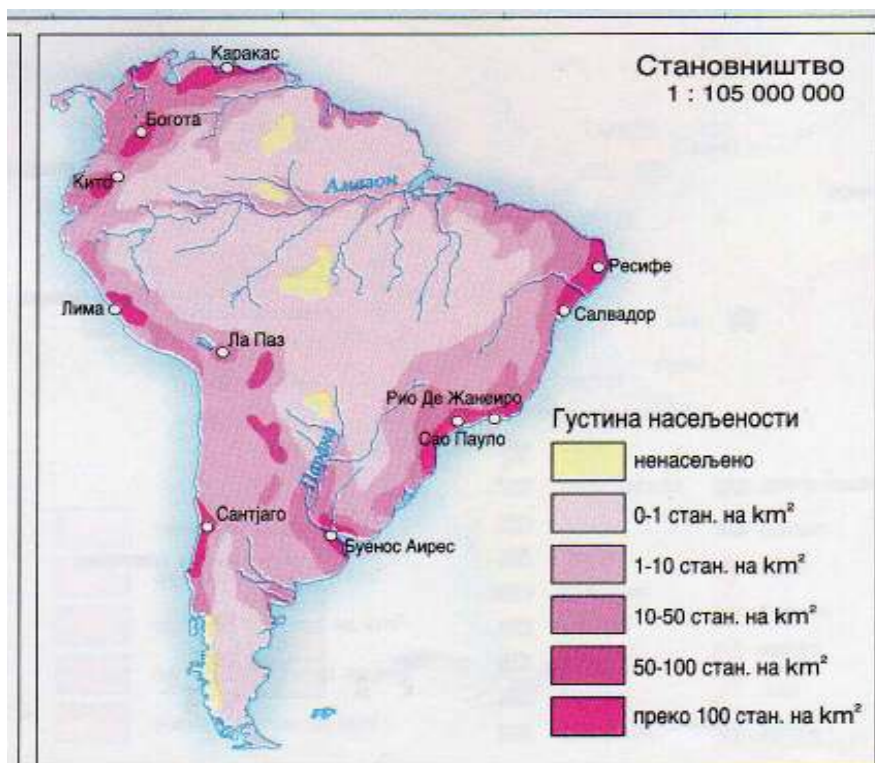 Становништво
1 : 105 000 000
Каракас
Богота
Кито
Амазон
Ресифе
Салвадор
Лима
Ла Паз
Рио Де Жанеиро
Сао Пауло
Парана
Сантјаго
Буенос Аирес
Густина насељености
ненасељено
0-1 стан. на km²
1-10 стан. на km²
10-50 стан. на km²
50-100 стан. на km²
преко 100 стан. на km²